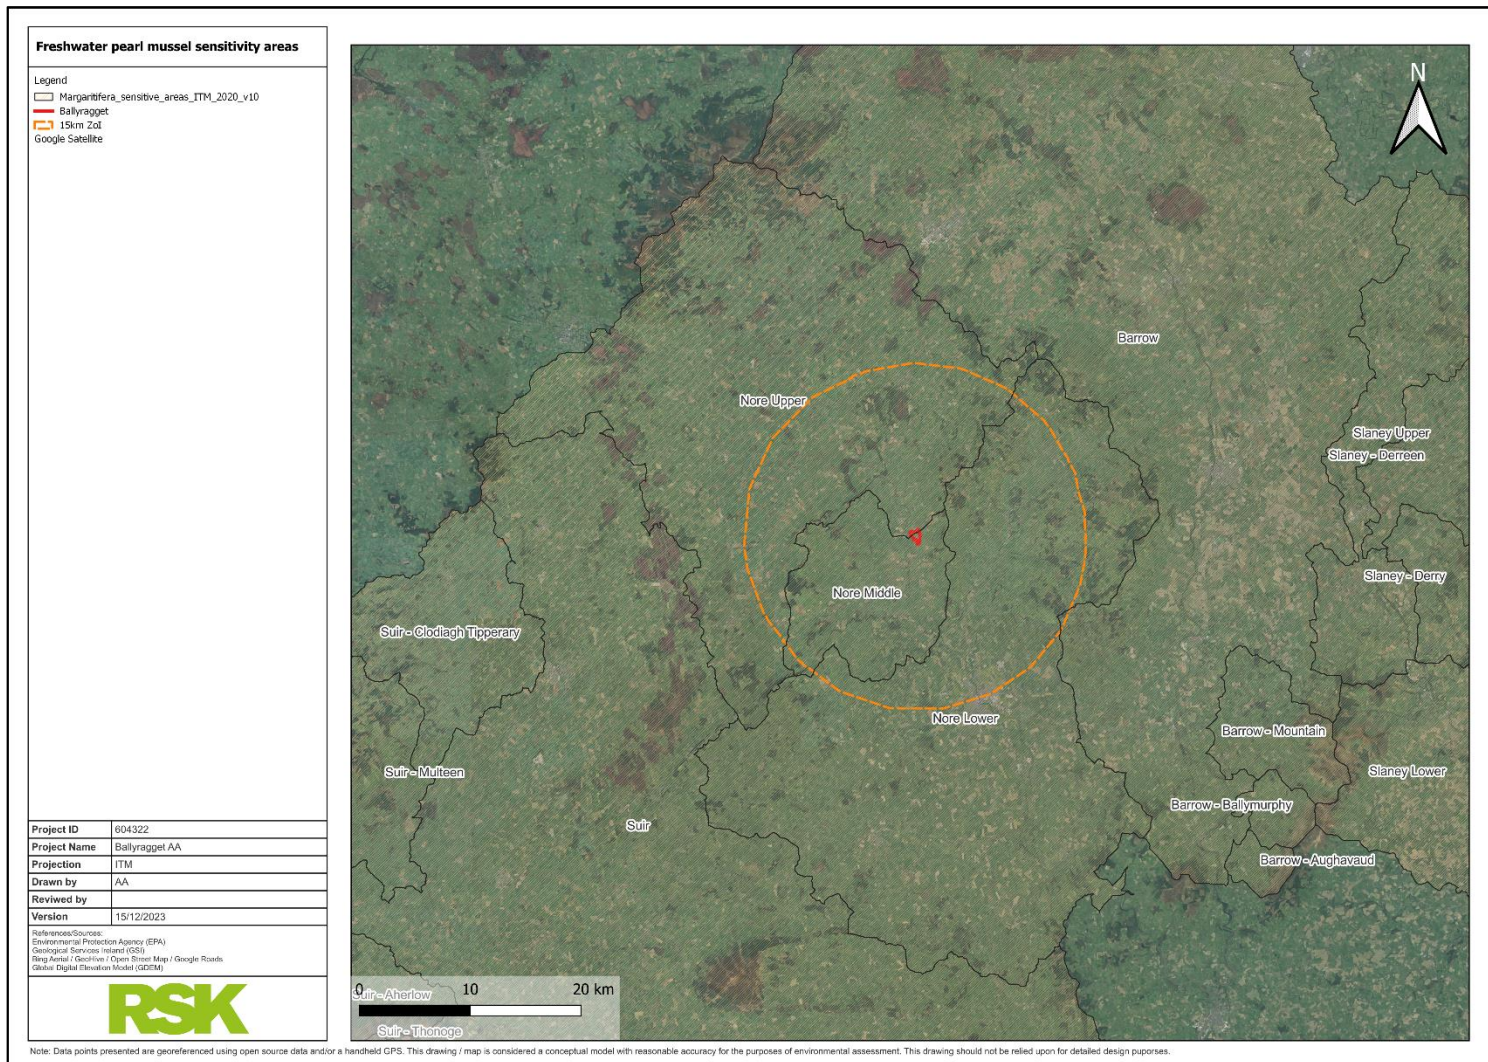 Freshwater pearl mussel sensitivity areas
Legend
Margaritifera_sensitive_areas_ITM_2020_v10
Ballyragget
15km ZoI
Google Satellite
Project ID 604322
Project Name Ballyragget AA
Projection ITM
Drawn by AA
Reviwed by
Version 15/12/2023
References/Sources:
Environmental Protection Agency (EPA)
Geological Services Ireland (GSI)
Bing Aerial / GeoHive / Open Street Map / Google Roads
Global Digital Elevation Model (GDEM)
RSK
N
Barrow
Nore Upper
Slaney Upper
Slaney - Derreen
Slaney - Derry
Nore Middle
Suir - Clodiagh Tipperary
Nore Lower
Barrow - Mountain
Suir - Multeen
Slaney Lower
Barrow - Ballymurphy
Suir
Barrow - Aughavaud
0 10 20 km
Suir - Aherlow
Suir - Thonoge
Note: Data points presented are georeferenced using open source data and/or a handheld GPS. This drawing / map is considered a conceptual model with reasonable accuracy for the purposes of environmental assessment. This drawing should not be relied upon for detailed design puporses.